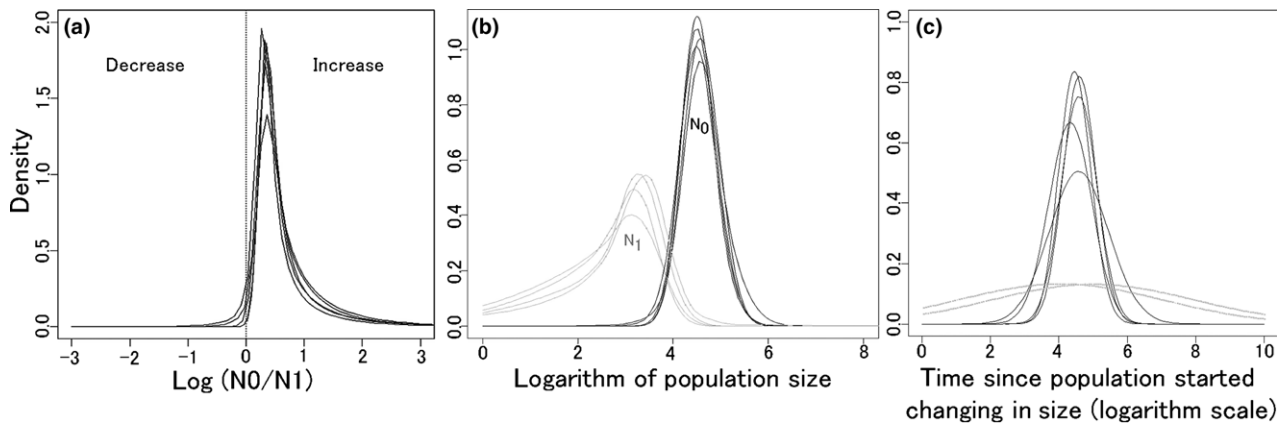 (a)
Decrease
Increase
Density
0.0
0.5
1.0
1.5
2.0
-3
-2
-1
0
1
2
3
Log (N0/N1)
(b)
N0
N1
0.0
0.2
0.4
0.6
0.8
1.0
0
2
4
6
8
Logarithm of population size
(c)
0.0
0.2
0.4
0.6
0.8
1.0
0
2
4
6
8
10
Time since population started
changing in size (logarithm scale)